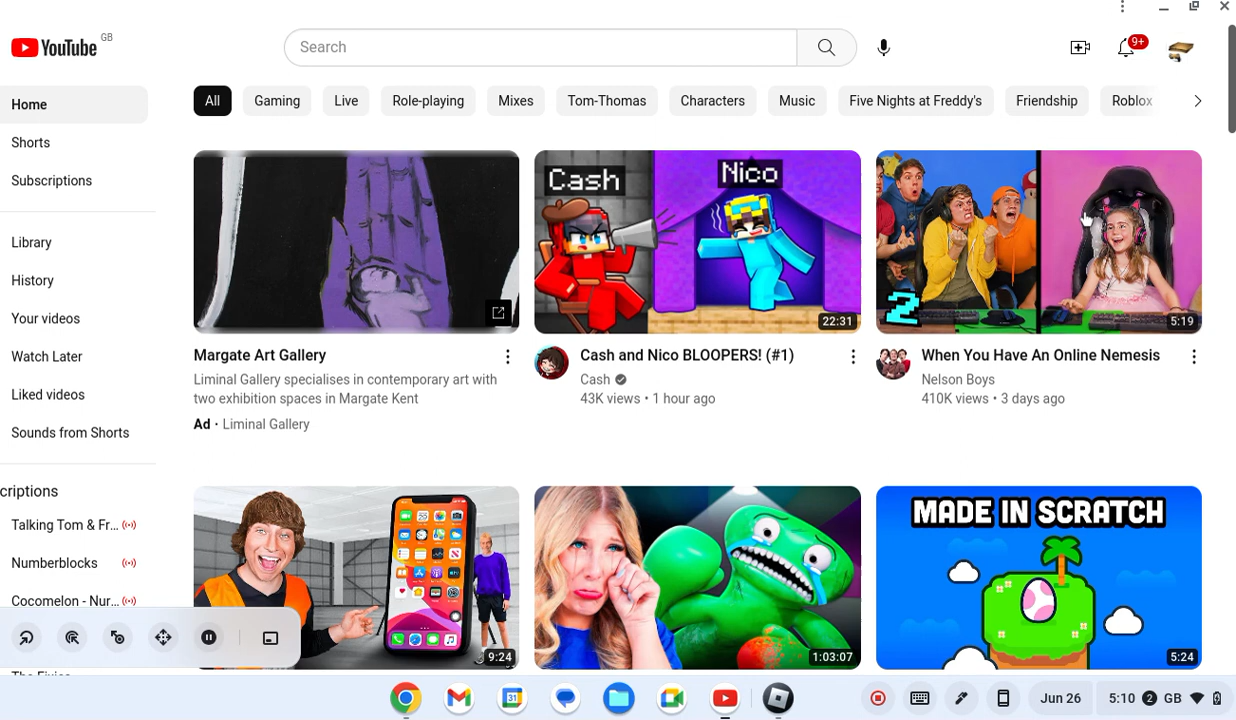 YouTube GB
Search
9+
Home
Shorts
Subscriptions
Library
History
Your videos
Watch Later
Liked videos
Sounds from Shorts
criptions
Talking Tom & Fr...
Numberblocks
Cocomelon - Nur...
All
Gaming
Live
Role-playing
Mixes
Tom-Thomas
Characters
Music
Five Nights at Freddy's
Friendship
Roblox
Margate Art Gallery
Liminal Gallery specialises in contemporary art with
two exhibition spaces in Margate Kent
Ad · Liminal Gallery
Cash
Nico
22:31
Cash and Nico BLOOPERS! (#1)
Cash
43K views • 1 hour ago
2
5:19
When You Have An Online Nemesis
Nelson Boys
410K views • 3 days ago
9:24
1:03:07
MADE IN SCRATCH
5:24
31
Jun 26
5:10
2
GB